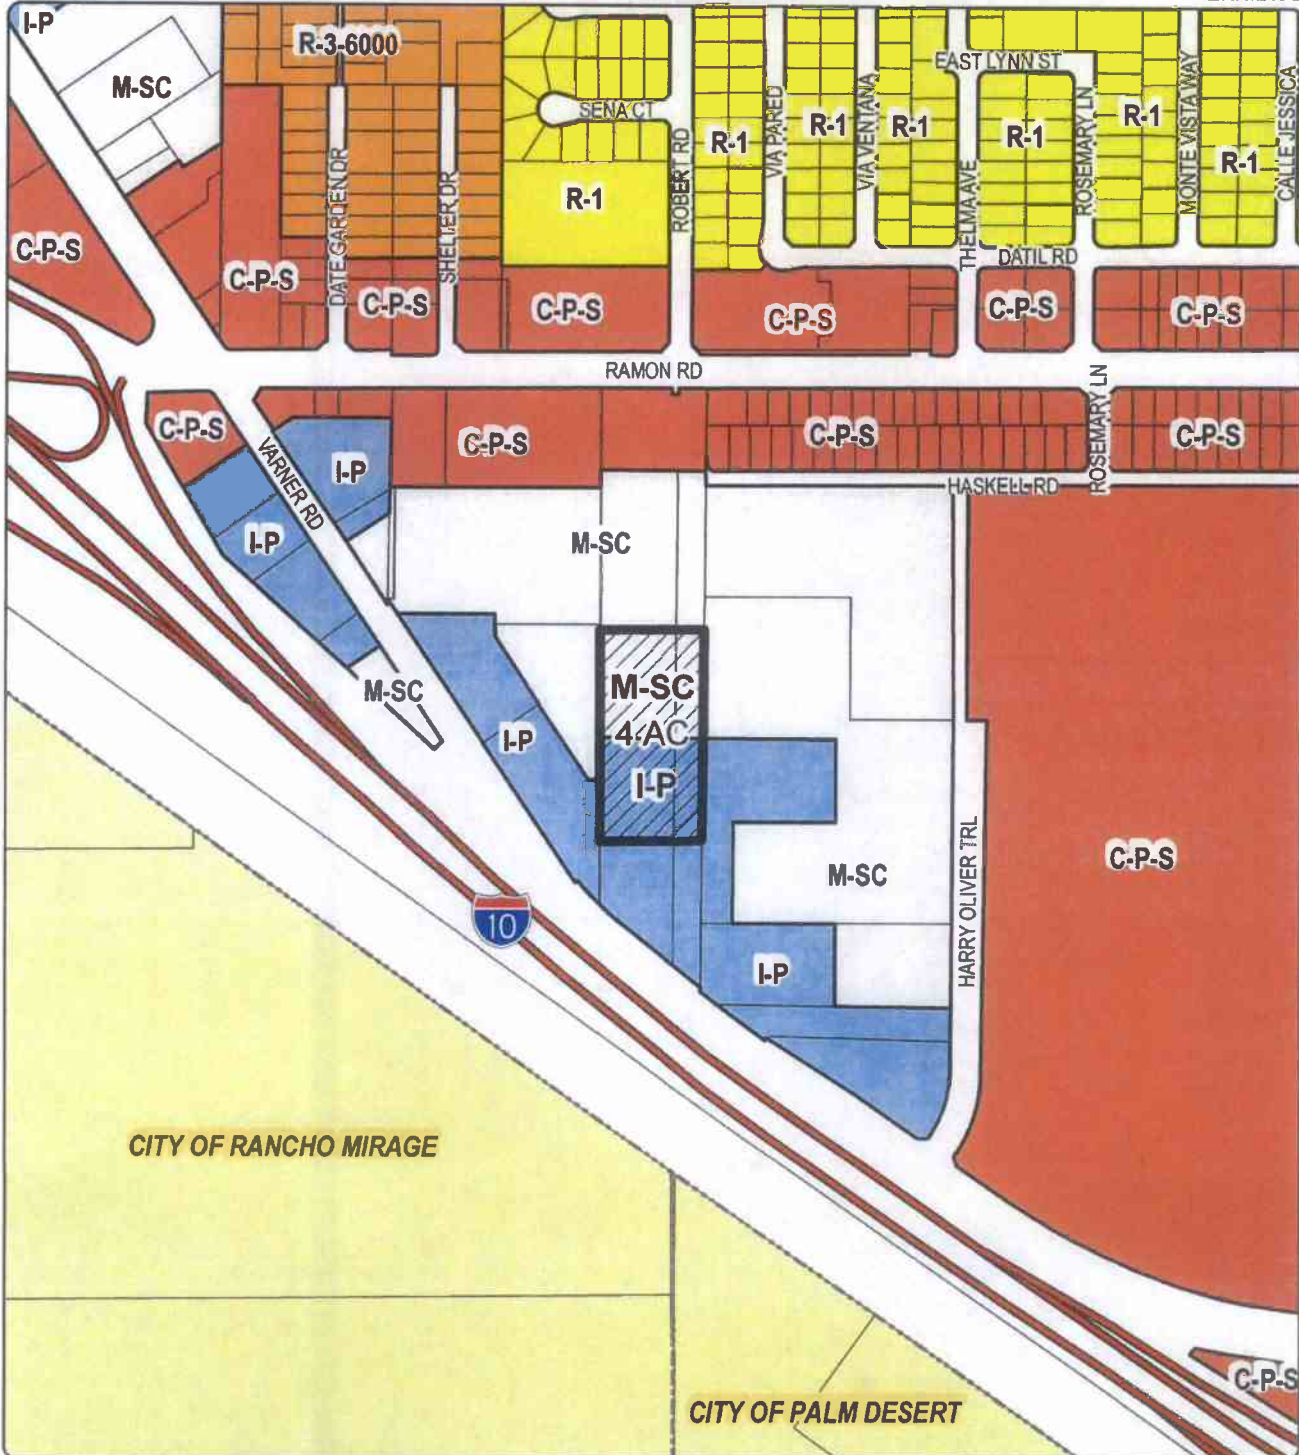 I-P
R-3-6000
M-SC
EAST LYNN ST
SENA CT
R-1
R-1
R-1
R-1
R-1
R-1
R-1
VIA PARED
VIA VENTANA
ROSEMARY LN
MONTE VISTA WAY
CALLE JESSICA
DATE GARDEN DR
SHELLER DR
ROBERT RD
THELMA AVE
DATIL RD
C-P-S
C-P-S
C-P-S
C-P-S
C-P-S
C-P-S
C-P-S
RAMON RD
ROSEMARY LN
C-P-S
VARNER RD
I-P
C-P-S
C-P-S
C-P-S
HASKELL RD
I-P
M-SC
M-SC
M-SC
4-AC
I-P
I-P
HARRY OLIVER TRL
C-P-S
M-SC
10
I-P
CITY OF RANCHO MIRAGE
C-P-S
CITY OF PALM DESERT